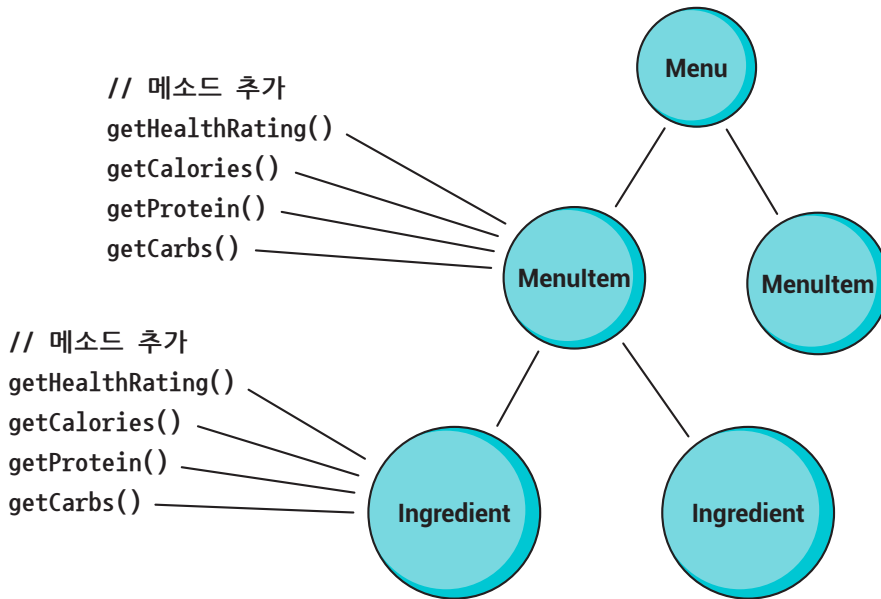 Menu
// 메소드 추가
getHealthRating()
getCalories()
getProtein()
getCarbs()
MenuItem
MenuItem
// 메소드 추가
getHealthRating()
getCalories()
getProtein()
getCarbs()
Ingredient
Ingredient